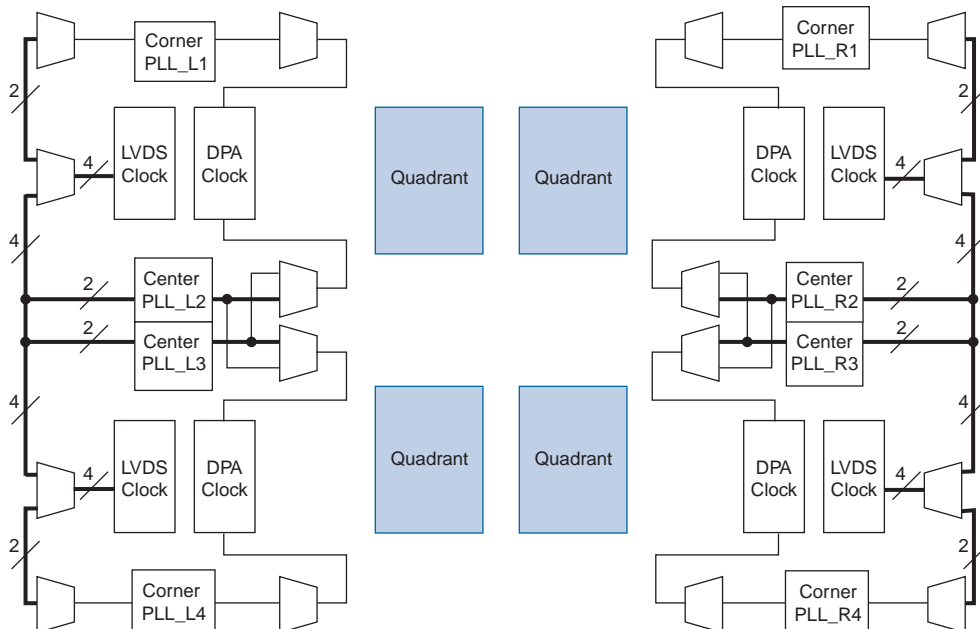 Corner
PLL_L1
Corner
PLL_R1
2
2
LVDS
Clock
DPA
Clock
Quadrant
Quadrant
DPA
Clock
LVDS
Clock
4
4
4
4
Center
PLL_L2
2
Center
PLL_R2
2
Center
PLL_L3
2
Center
PLL_R3
2
4
4
LVDS
Clock
DPA
Clock
Quadrant
Quadrant
DPA
Clock
LVDS
Clock
4
4
2
2
Corner
PLL_L4
Corner
PLL_R4